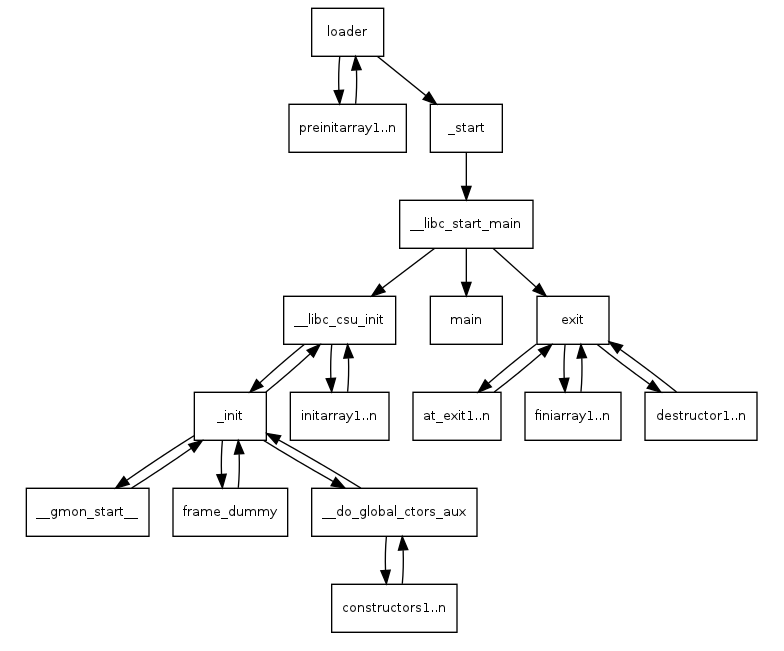 loader
preinitarray1..n
_start
__libc_start_main
__libc_csu_init
main
exit
_init
initarray1..n
at_exit1..n
finiarray1..n
destructor1..n
__gmon_start__
frame_dummy
__do_global_ctors_aux
constructors1..n